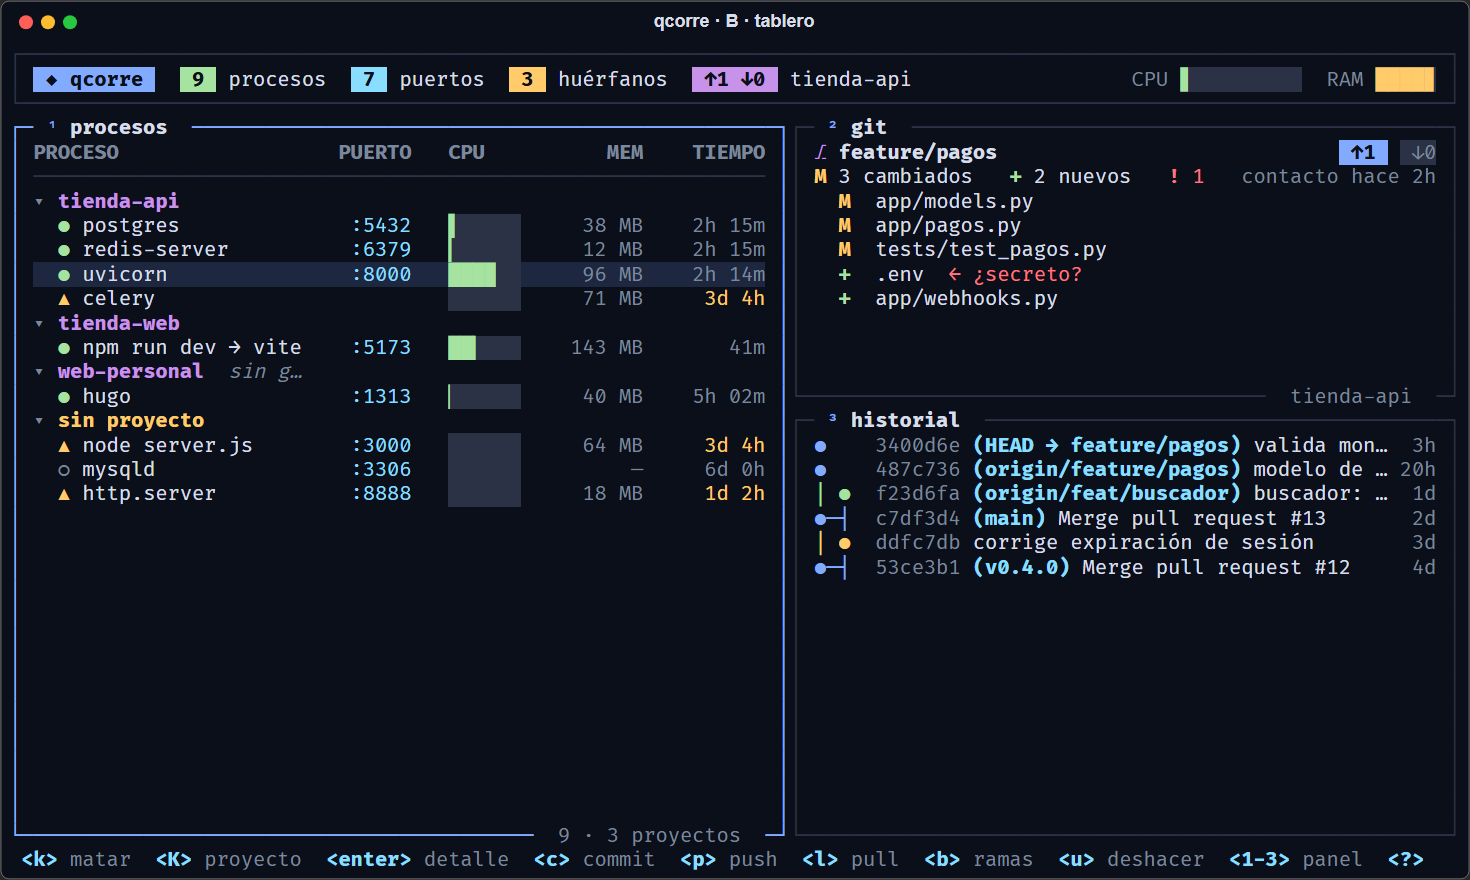 qcorre · B · tablero
◆ qcorre 9 procesos 7 puertos 3 huérfanos ↑1 ↓0 tienda-api CPU RAM
¹ procesos
PROCESO PUERTO CPU MEM TIEMPO
▾ tienda-api
● postgres :5432 38 MB 2h 15m
● redis-server :6379 12 MB 2h 15m
● uvicorn :8000 96 MB 2h 14m
▲ celery 71 MB 3d 4h
▾ tienda-web
● npm run dev → vite :5173 143 MB 41m
▾ web-personal sin g…
● hugo :1313 40 MB 5h 02m
▾ sin proyecto
▲ node server.js :3000 64 MB 3d 4h
○ mysqld :3306 — 6d 0h
▲ http.server :8888 18 MB 1d 2h
9 · 3 proyectos
² git
feature/pagos ↑1 ↓0
M 3 cambiados + 2 nuevos ! 1 contacto hace 2h
M app/models.py
M app/pagos.py
M tests/test_pagos.py
+ .env ← ¿secreto?
+ app/webhooks.py
tienda-api
³ historial
● 3400d6e (HEAD → feature/pagos) valida mon… 3h
● 487c736 (origin/feature/pagos) modelo de … 20h
│ ● f23d6fa (origin/feat/buscador) buscador: … 1d
●─┤ c7df3d4 (main) Merge pull request #13 2d
│ ● ddfc7db corrige expiración de sesión 3d
●─┤ 53ce3b1 (v0.4.0) Merge pull request #12 4d
<k> matar <K> proyecto <enter> detalle <c> commit <p> push <l> pull <b> ramas <u> deshacer <1-3> panel <?>